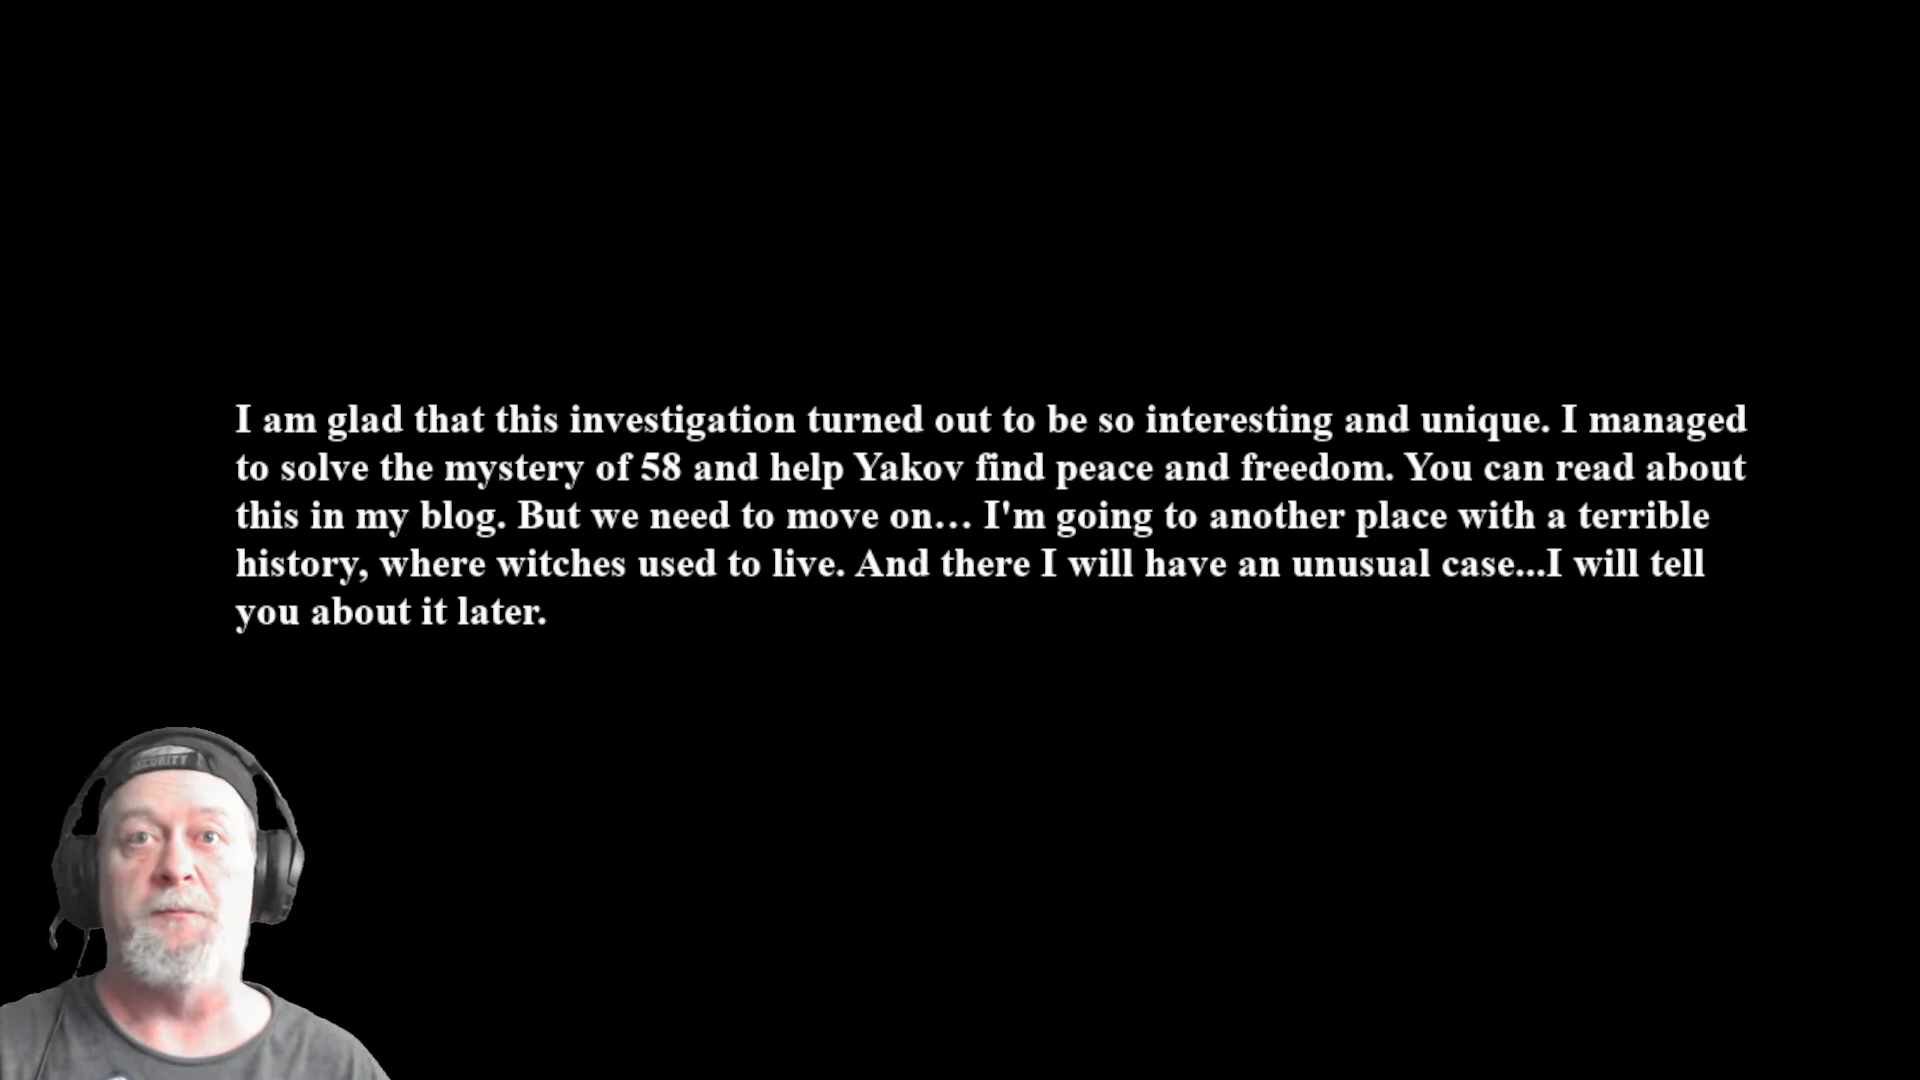 I am glad that this investigation turned out to be so interesting and unique. I managed
to solve the mystery of 58 and help Yakov find peace and freedom. You can read about
this in my blog. But we need to move on… I'm going to another place with a terrible
history, where witches used to live. And there I will have an unusual case...I will tell
you about it later.